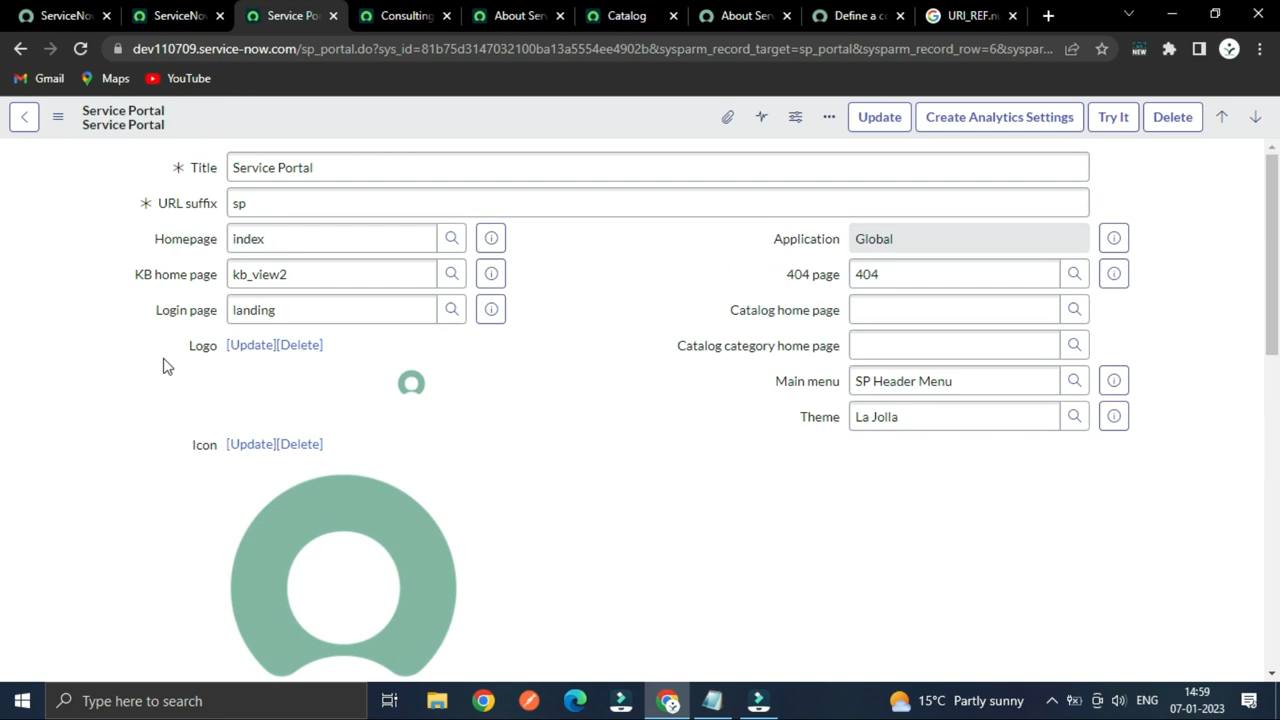 ServiceNo
ServiceNo
Service Po
Consulting
About Serv
Catalog
About Serv
Define a c
URI_REF.n
dev110709.service-now.com/sp_portal.do?sys_id=81b75d3147032100ba13a5554ee4902b&sysparm_record_target=sp_portal&sysparm_record_row=6&syspar...
NEW
Gmail
Maps
YouTube
Service Portal
Service Portal
Update
Create Analytics Settings
Try It
Delete
Title
Service Portal
URL suffix
sp
Homepage
index
Application
Global
KB home page
kb_view2
404 page
404
Login page
landing
Catalog home page
Logo
[Update][Delete]
Catalog category home page
Main menu
SP Header Menu
Theme
La Jolla
Icon
[Update][Delete]
Type here to search
15°C Partly sunny
ENG
14:59
07-01-2023